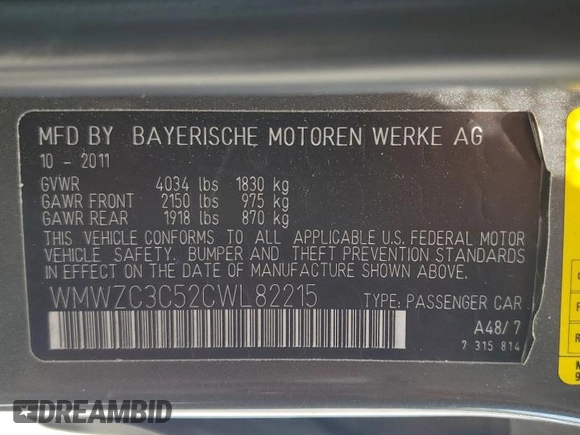 MFD BY BAYERISCHE MOTOREN WERKE AG
10 - 2011
GVWR 4034 lbs 1830 kg
GAWR FRONT 2150 lbs 975 kg
GAWR REAR 1918 lbs 870 kg
THIS VEHICLE CONFORMS TO ALL APPLICABLE U.S. FEDERAL MOTOR
VEHICLE SAFETY, BUMPER AND THEFT PREVENTION STANDARDS
IN EFFECT ON THE DATE OF MANUFACTURE SHOWN ABOVE.
WMWZC3C52CWL82215 TYPE: PASSENGER CAR
A48/7
7 315 814
DREAMBID